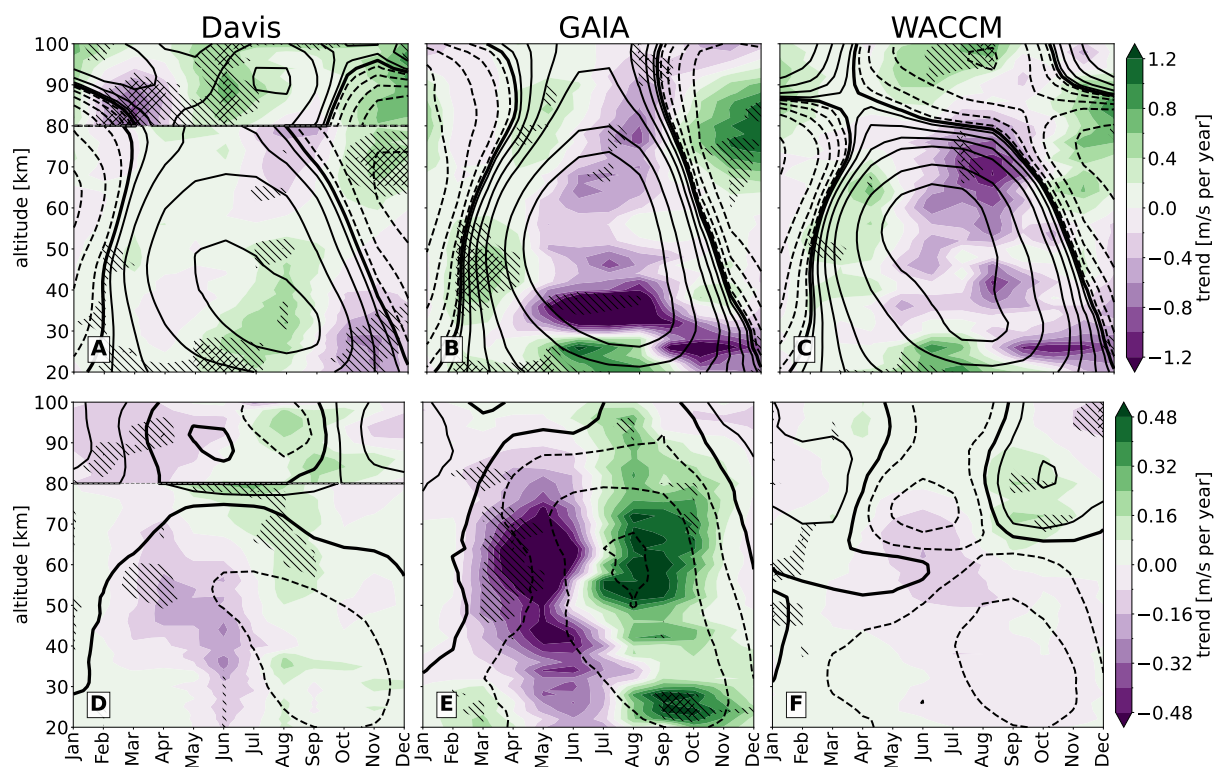 Davis GAIA WACCM
100
90
80
70
60
50
40
30
20
altitude [km]
A
B
C
1.2
0.8
0.4
0.0
−0.4
−0.8
−1.2
trend [m/s per year]
100
90
80
70
60
50
40
30
20
altitude [km]
D
E
F
0.48
0.32
0.16
0.00
−0.16
−0.32
−0.48
trend [m/s per year]
Jan Feb Mar Apr May Jun Jul Aug Sep Oct Nov Dec
Jan Feb Mar Apr May Jun Jul Aug Sep Oct Nov Dec
Jan Feb Mar Apr May Jun Jul Aug Sep Oct Nov Dec